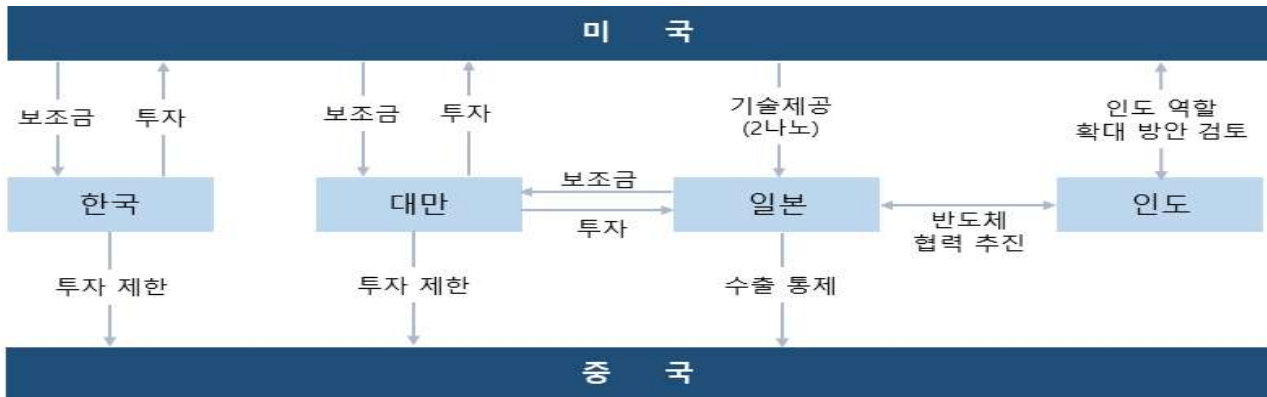 미 국
보조금
투자
보조금
투자
기술제공
(2나노)
인도 역할
확대 방안 검토
한국
대만
보조금
투자
일본
반도체
협력 추진
인도
투자 제한
투자 제한
수출 통제
중 국